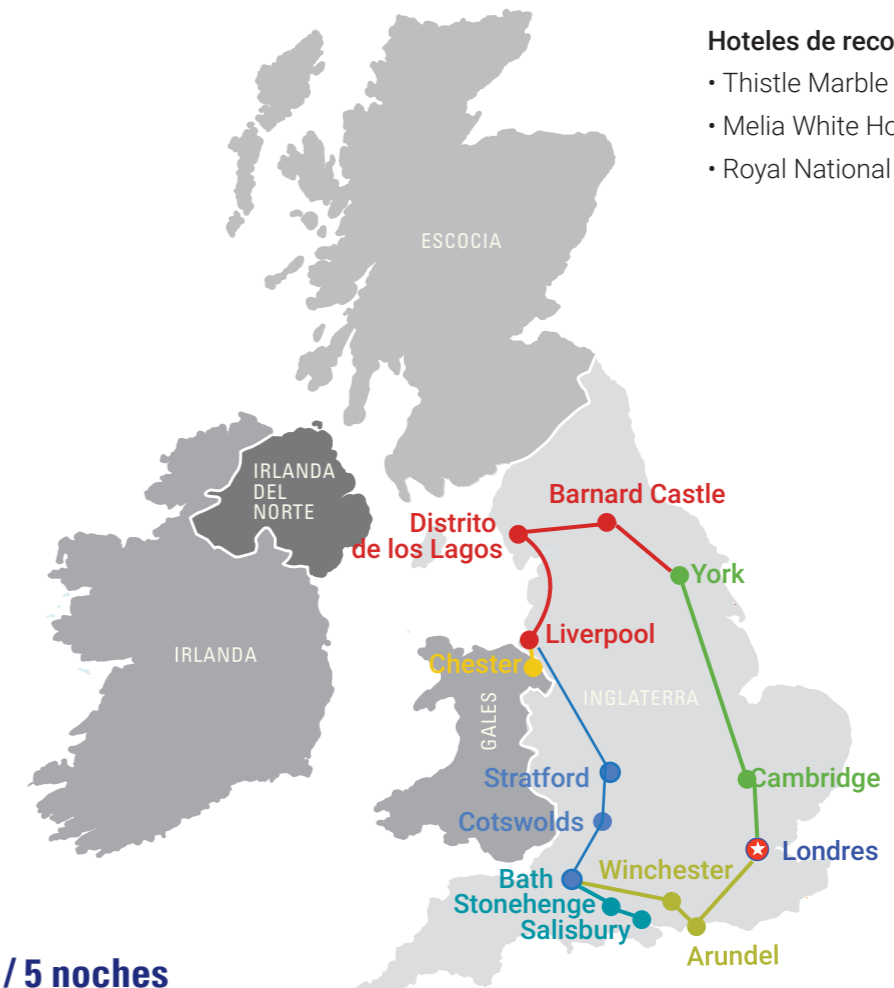 Hoteles de reco
• Thistle Marble
• Melia White Ho
• Royal National
ESCOCIA
IRLANDA
DEL
NORTE
Barnard Castle
Distrito
de los Lagos
York
Liverpool
IRLANDA
Chester
INGLATERRA
GALES
Stratford
Cambridge
Cotswolds
Londres
Winchester
Bath
Stonehenge
Salisbury
Arundel
/ 5 noches